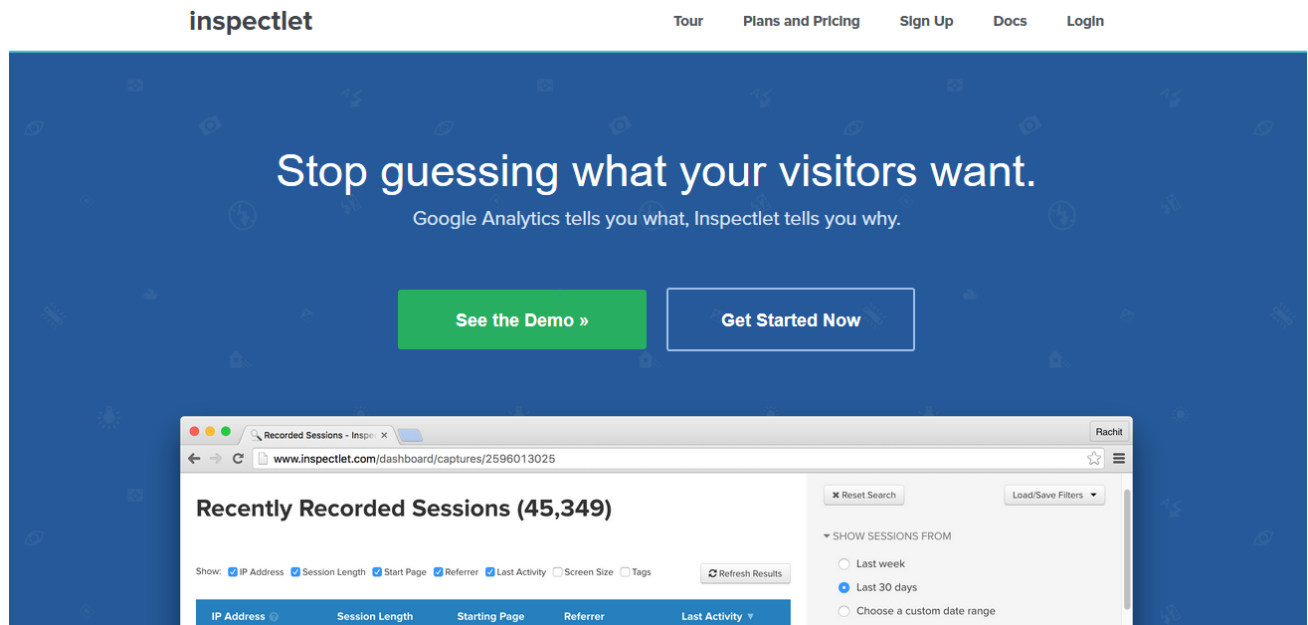 inspectlet
Tour Plans and Pricing Sign Up Docs Login
Stop guessing what your visitors want.
Google Analytics tells you what, Inspectlet tells you why.
See the Demo »
Get Started Now
Recorded Sessions - Inspe
Rachit
www.inspectlet.com/dashboard/captures/2596013025
Recently Recorded Sessions (45,349)
Show: IP Address Session Length Start Page Referrer Last Activity Screen Size Tags
Refresh Results
IP Address Session Length Starting Page Referrer Last Activity
Reset Search
Load/Save Filters
SHOW SESSIONS FROM
Last week
Last 30 days
Choose a custom date range